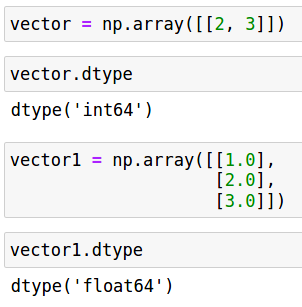 vector = np.array([[2, 3]])
vector.dtype
dtype('int64')
vector1 = np.array([[1.0],
                    [2.0],
                    [3.0]])
vector1.dtype
dtype('float64')